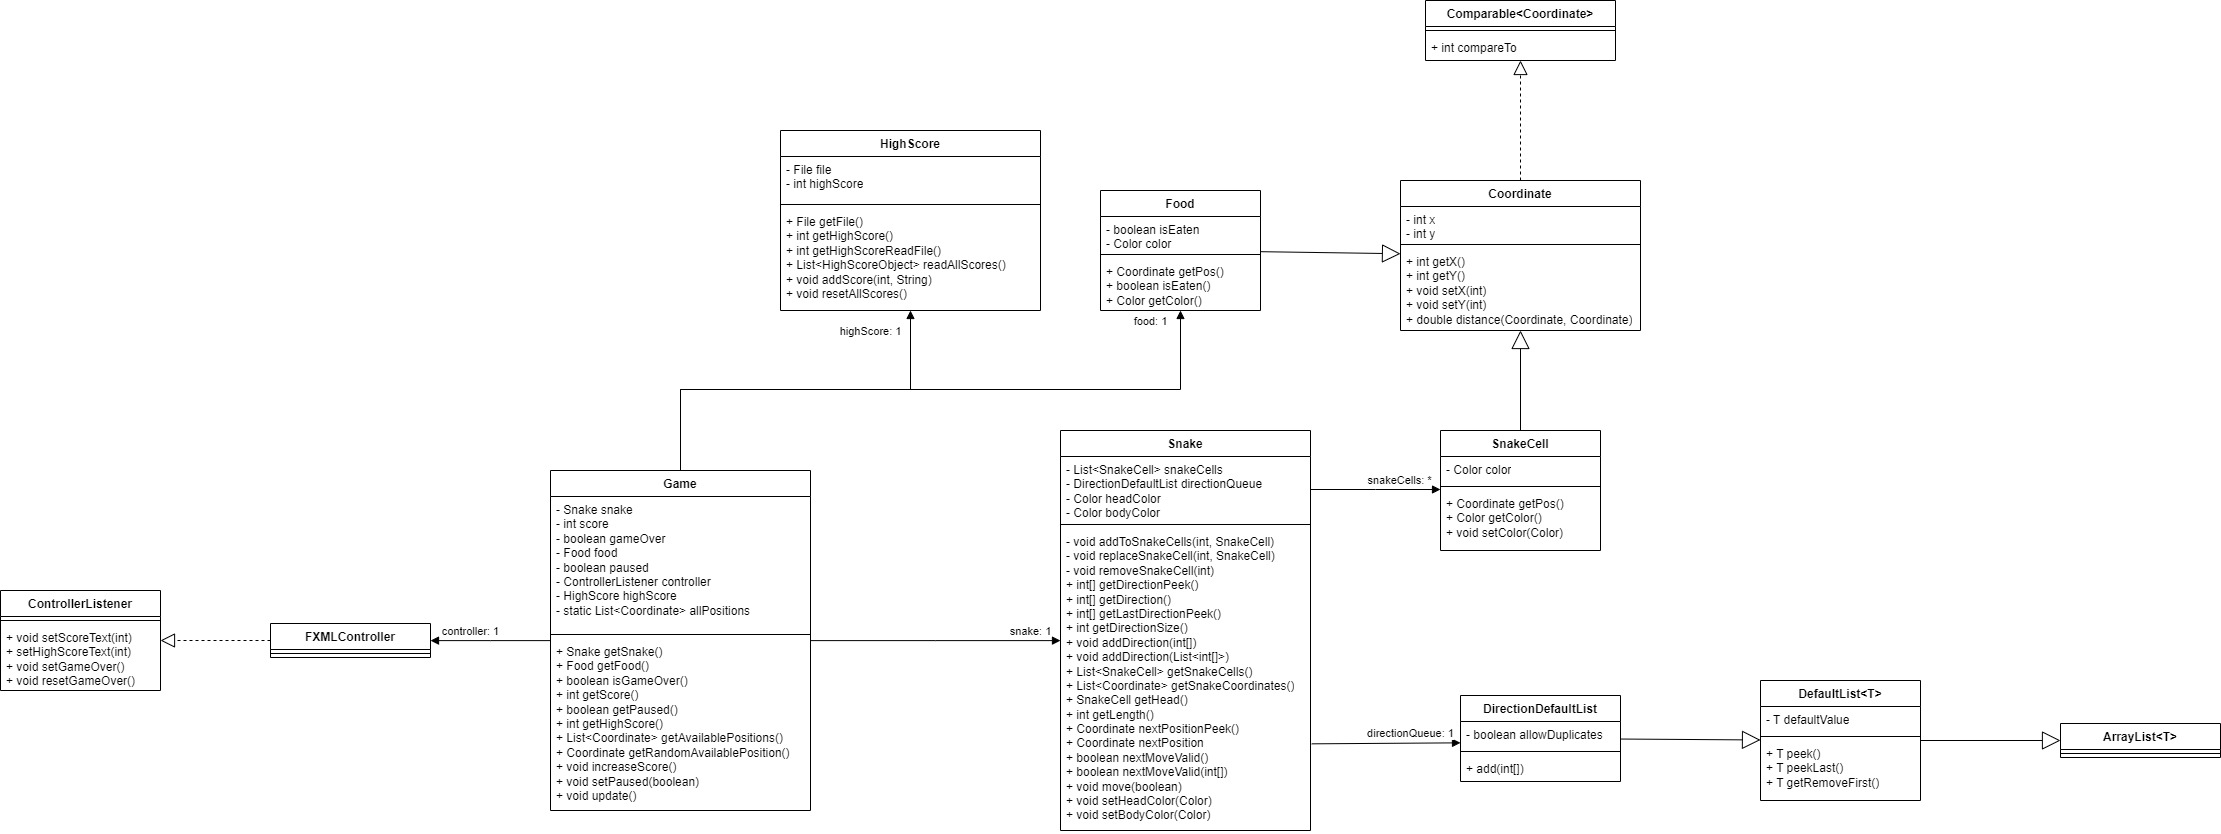 Comparable<Coordinate>
+ int compareTo
HighScore
- File file
- int highScore
+ File getFile()
+ int getHighScore()
+ int getHighScoreReadFile()
+ List<HighScoreObject> readAllScores()
+ void addScore(int, String)
+ void resetAllScores()
highScore: 1
Food
- boolean isEaten
- Color color
+ Coordinate getPos()
+ boolean isEaten()
+ Color getColor()
food: 1
Coordinate
- int x
- int y
+ int getX()
+ int getY()
+ void setX(int)
+ void setY(int)
+ double distance(Coordinate, Coordinate)
ControllerListener
+ void setScoreText(int)
+ setHighScoreText(int)
+ void setGameOver()
+ void resetGameOver()
FXMLController
controller: 1
Game
- Snake snake
- int score
- boolean gameOver
- Food food
- boolean paused
- ControllerListener controller
- HighScore highScore
- static List<Coordinate> allPositions
+ Snake getSnake()
+ Food getFood()
+ boolean isGameOver()
+ int getScore()
+ boolean getPaused()
+ int getHighScore()
+ List<Coordinate> getAvailablePositions()
+ Coordinate getRandomAvailablePosition()
+ void increaseScore()
+ void setPaused(boolean)
+ void update()
snake: 1
Snake
- List<SnakeCell> snakeCells
- DirectionDefaultList directionQueue
- Color headColor
- Color bodyColor
- void addToSnakeCells(int, SnakeCell)
- void replaceSnakeCell(int, SnakeCell)
- void removeSnakeCell(int)
+ int[] getDirectionPeek()
+ int[] getDirection()
+ int[] getLastDirectionPeek()
+ int getDirectionSize()
+ void addDirection(int[])
+ void addDirection(List<int[]>)
+ List<SnakeCell> getSnakeCells()
+ List<Coordinate> getSnakeCoordinates()
+ SnakeCell getHead()
+ int getLength()
+ Coordinate nextPositionPeek()
+ Coordinate nextPosition
+ boolean nextMoveValid()
+ boolean nextMoveValid(int[])
+ void move(boolean)
+ void setHeadColor(Color)
+ void setBodyColor(Color)
snakeCells: *
SnakeCell
- Color color
+ Coordinate getPos()
+ Color getColor()
+ void setColor(Color)
directionQueue: 1
DirectionDefaultList
- boolean allowDuplicates
+ add(int[])
DefaultList<T>
- T defaultValue
+ T peek()
+ T peekLast()
+ T getRemoveFirst()
ArrayList<T>